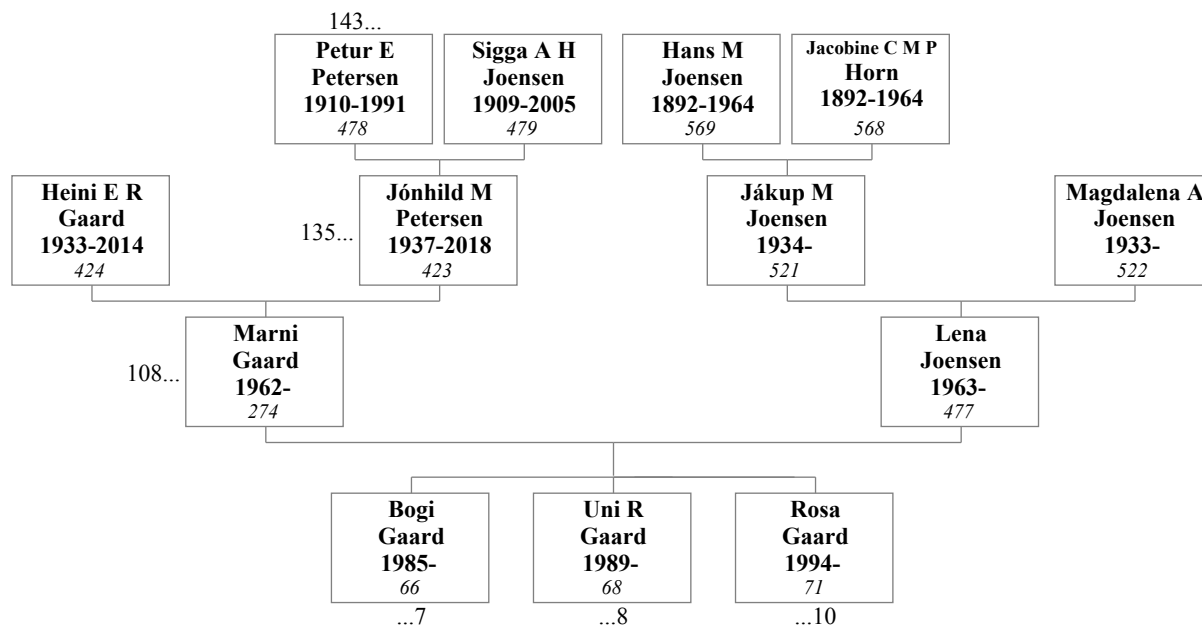 143...
Petur E
Petersen
1910-1991
478
Sigga A H
Joensen
1909-2005
479
Hans M
Joensen
1892-1964
569
Jacobine C M P
Horn
1892-1964
568
Heini E R
Gaard
1933-2014
424
135...
Jónhild M
Petersen
1937-2018
423
Jákup M
Joensen
1934-
521
Magdalena A
Joensen
1933-
522
108...
Marni
Gaard
1962-
274
Lena
Joensen
1963-
477
Bogi
Gaard
1985-
66
...7
Uni R
Gaard
1989-
68
...8
Rosa
Gaard
1994-
71
...10